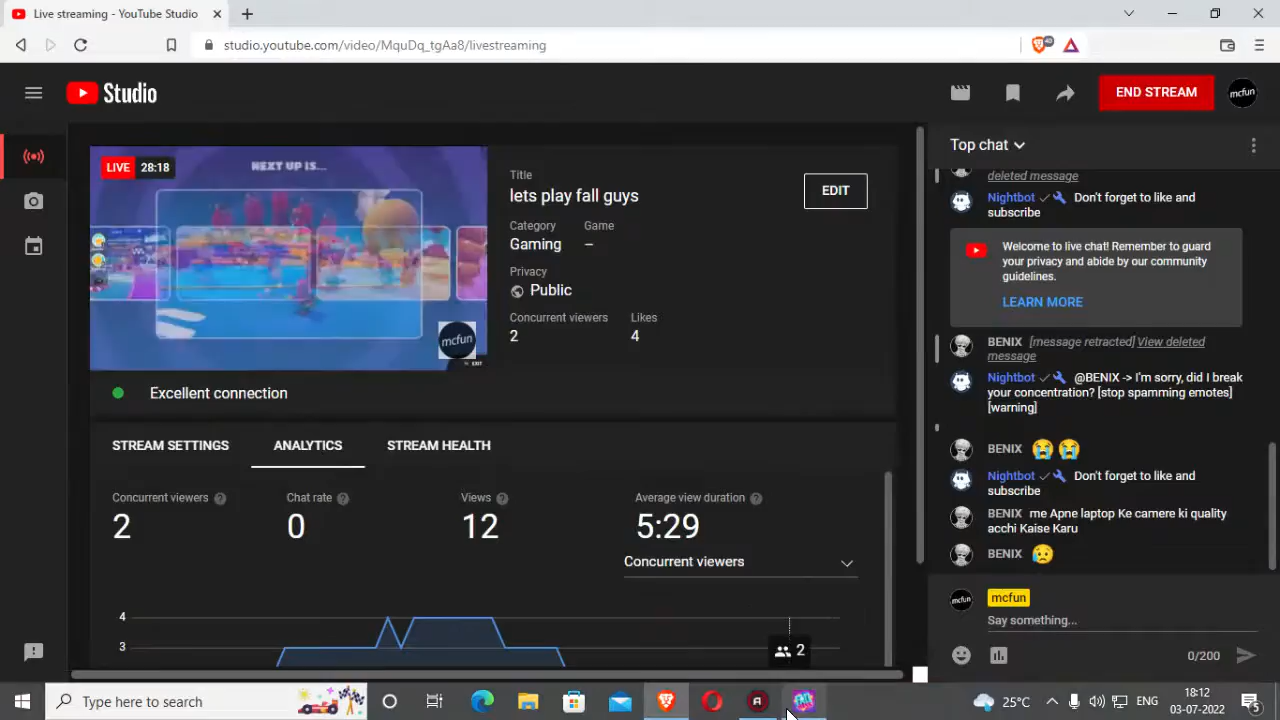 Live streaming - YouTube Studio
studio.youtube.com/video/MquDq_tgAa8/livestreaming
Studio
END STREAM
mcfun
LIVE 28:18
NEXT UP IS...
mcfun
EXIT
Title
lets play fall guys
EDIT
Category Game
Gaming –
Privacy
Public
Concurrent viewers Likes
2 4
Excellent connection
STREAM SETTINGS ANALYTICS STREAM HEALTH
Concurrent viewers Chat rate Views Average view duration
2 0 12 5:29
Concurrent viewers
4
3
2
Top chat
deleted message
Nightbot Don't forget to like and
subscribe
Welcome to live chat! Remember to guard
your privacy and abide by our community
guidelines.
LEARN MORE
BENIX [message retracted] View deleted
message
Nightbot @BENIX -> I'm sorry, did I break
your concentration? [stop spamming emotes]
[warning]
BENIX 😭😭
Nightbot Don't forget to like and
subscribe
BENIX me Apne laptop Ke camere ki quality
acchi Kaise Karu
BENIX 😥
mcfun mcfun
Say something...
0/200
Type here to search
25°C ENG 18:12
03-07-2022
5